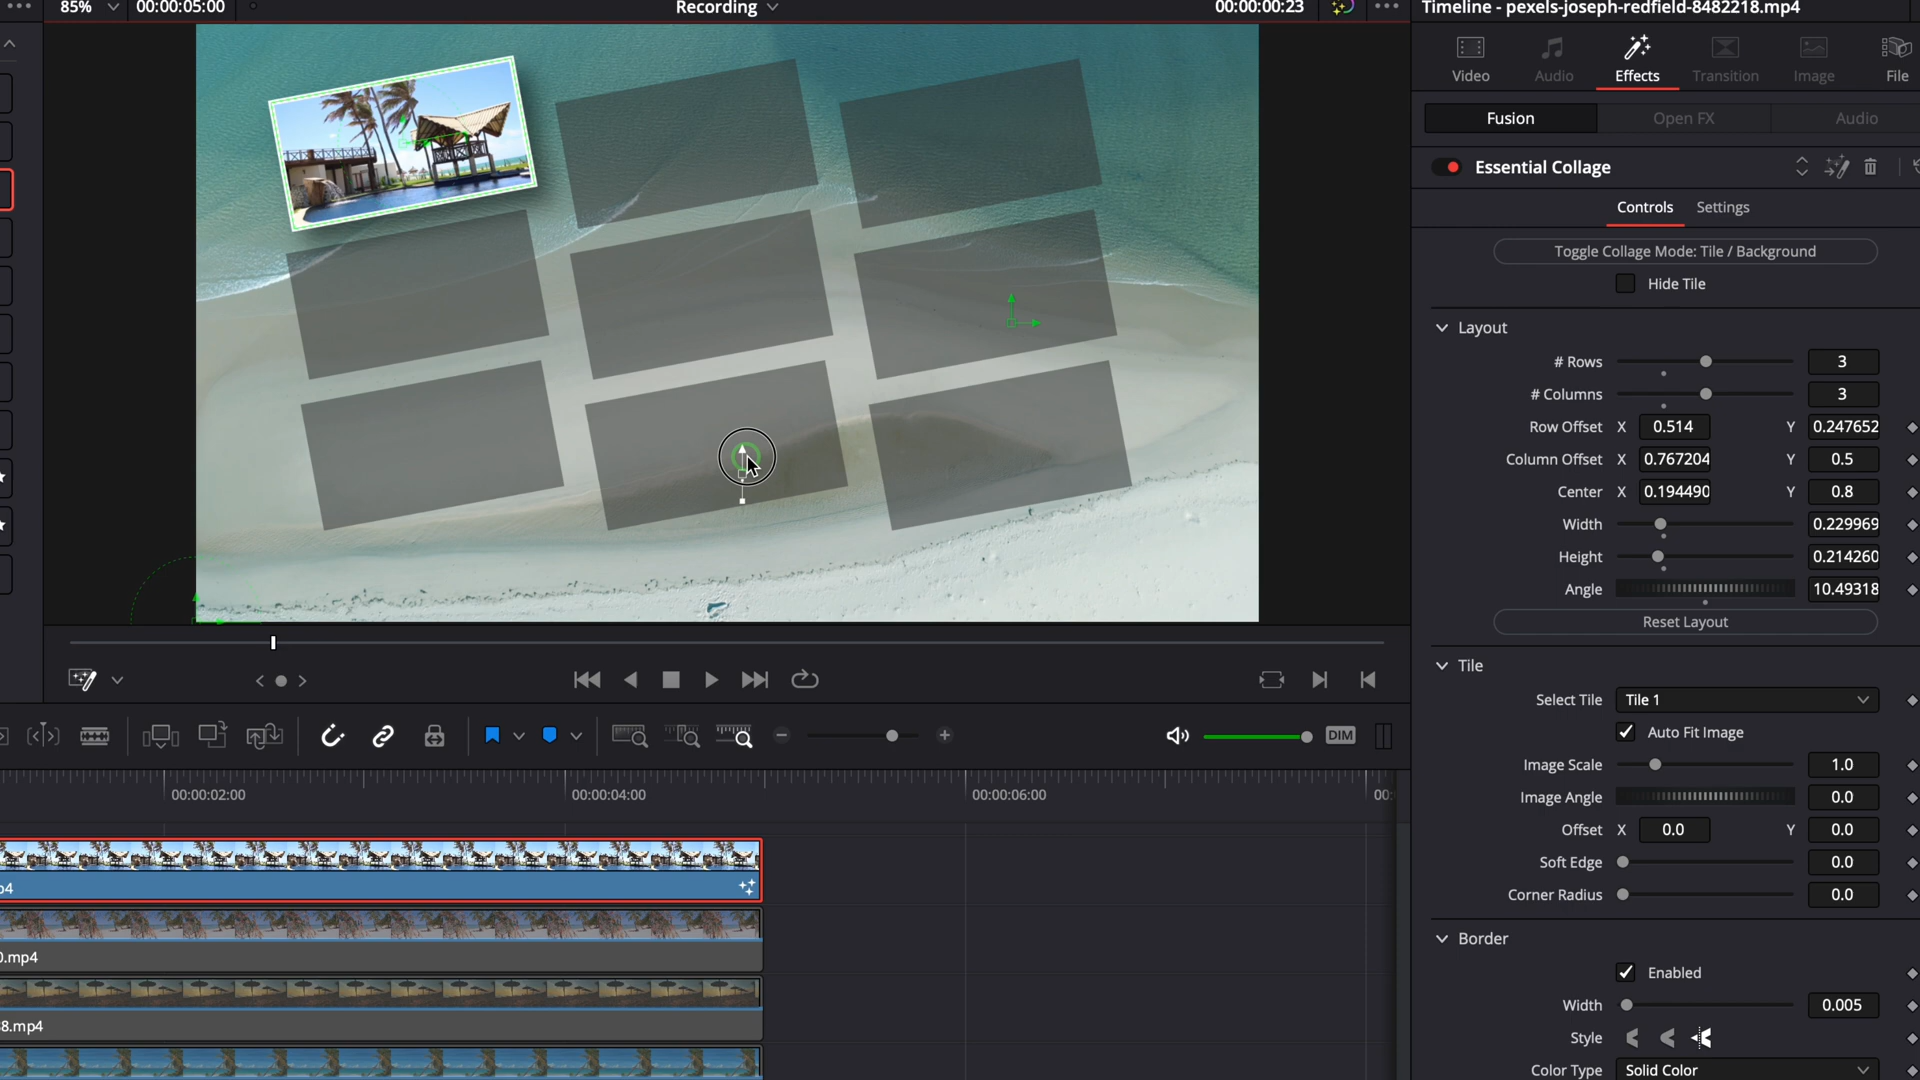 85%
00:00:05:00
Recording
00:00:00:23
Timeline - pexels-joseph-redfield-8482218.mp4
Video
Audio
Effects
Transition
Image
File
Fusion
Open FX
Audio
Essential Collage
Controls
Settings
Toggle Collage Mode: Tile / Background
Hide Tile
Layout
# Rows 3
# Columns 3
Row Offset X 0.514 Y 0.247652
Column Offset X 0.767204 Y 0.5
Center X 0.194490 Y 0.8
Width 0.229969
Height 0.214260
Angle 10.49318
Reset Layout
Tile
Select Tile Tile 1
Auto Fit Image
Image Scale 1.0
Image Angle 0.0
Offset X 0.0 Y 0.0
Soft Edge 0.0
Corner Radius 0.0
Border
Enabled
Width 0.005
Style
Color Type Solid Color
DIM
00:00:02:00
00:00:04:00
00:00:06:00
00:
p4
0.mp4
88.mp4